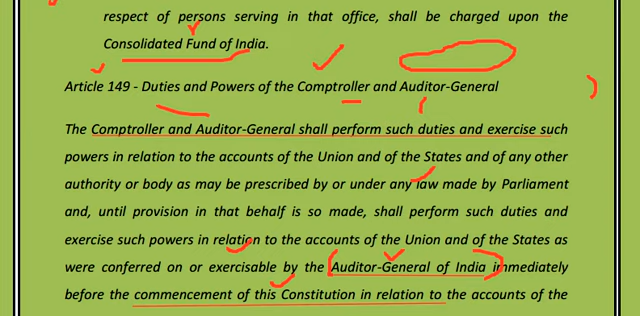 respect of persons serving in that office, shall be charged upon the
Consolidated Fund of India.
Article 149 - Duties and Powers of the Comptroller and Auditor-General
The Comptroller and Auditor-General shall perform such duties and exercise such
powers in relation to the accounts of the Union and of the States and of any other
authority or body as may be prescribed by or under any law made by Parliament
and, until provision in that behalf is so made, shall perform such duties and
exercise such powers in relation to the accounts of the Union and of the States as
were conferred on or exercisable by the Auditor-General of India immediately
before the commencement of this Constitution in relation to the accounts of the